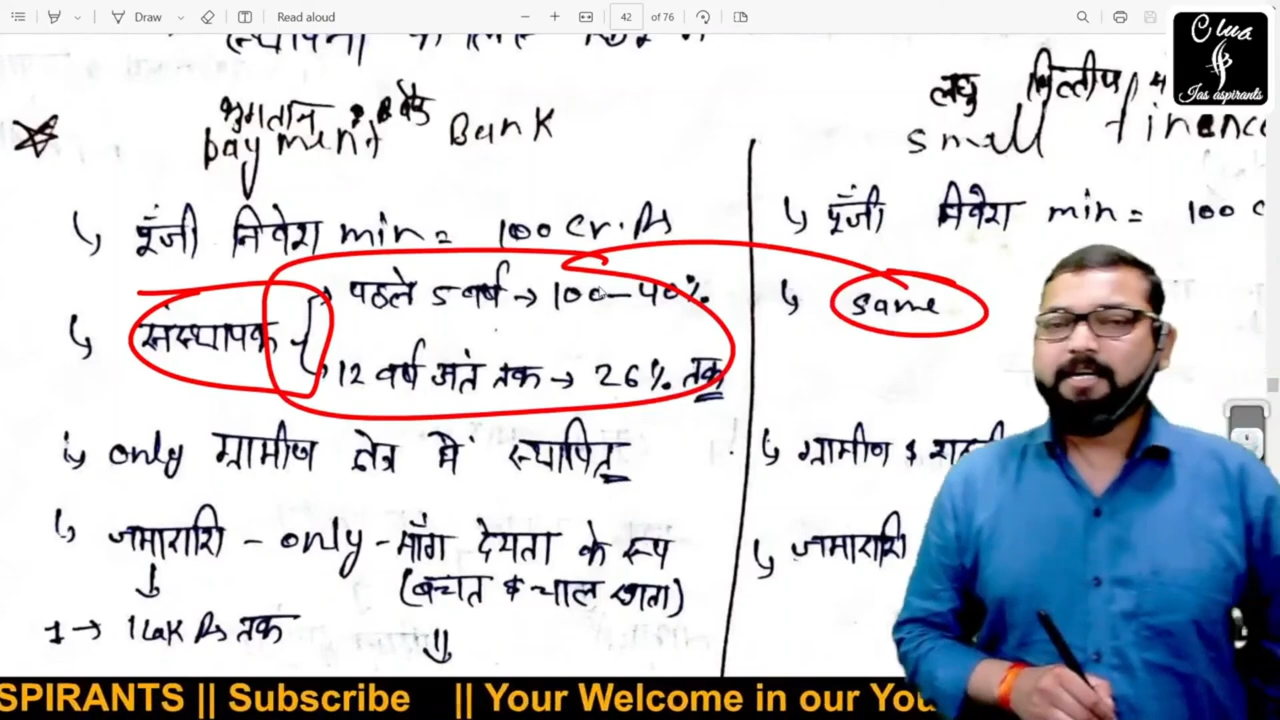 Draw
Read aloud
42 of 76
Clua
Ias aspirants
भुगतान बैंक
payment Bank
लघु वित्तीय
small finance
↳ पूँजी निवेश min = 100 Cr. Rs
↳ पूँजी निवेश min = 100 C
↳ संस्थापक
→ पहले 5 वर्ष → 100-40%
→ 12 वर्ष अंत तक → 26% तक
↳ same
↳ only ग्रामीण क्षेत्र में स्थापित
↳ ग्रामीण & शहरी
↳ जमाराशि - only - माँग देयता के रूप
(बचत & चालू खाता)
↳ जमाराशि
1 → 1 Lak Rs तक
SPIRANTS || Subscribe || Your Welcome in our You